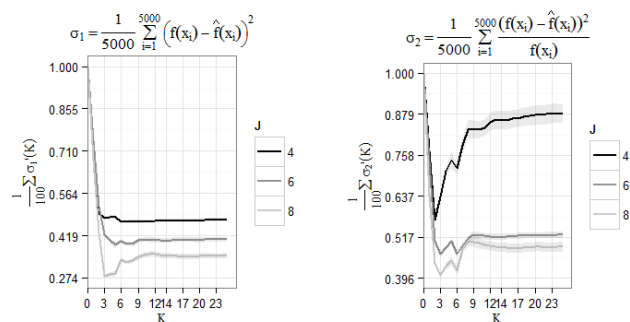 σ₁ = 1/5000 ∑ i=1 5000 (f(xᵢ) − f̂(xᵢ))²
1.000
0.855
0.710
0.564
0.419
0.274
1/100 ∑ σ₁'(K)
0 3 6 9 12 14 17 20 23
K
J
4
6
8
σ₂ = 1/5000 ∑ i=1 5000 (f(xᵢ) − f̂(xᵢ))² / f(xᵢ)
1.000
0.879
0.758
0.637
0.517
0.396
1/100 ∑ σ₂'(K)
0 3 6 9 12 14 17 20 23
K
J
4
6
8